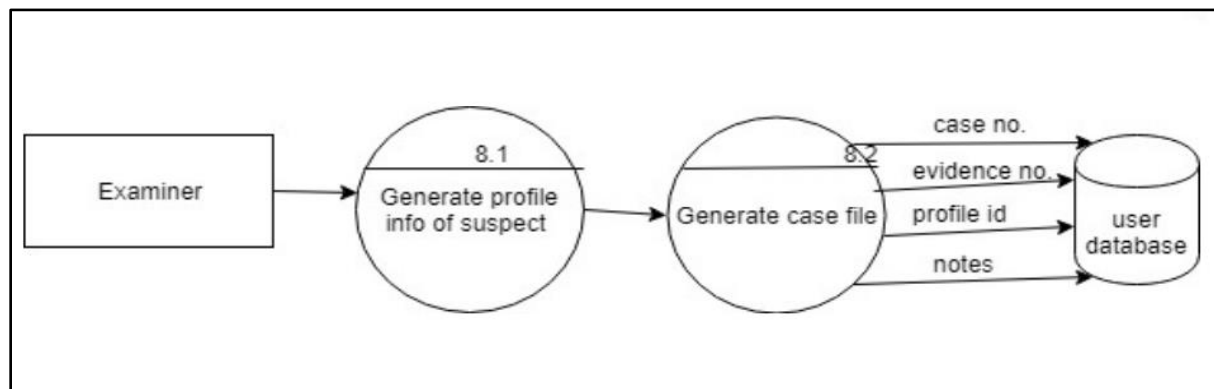 Examiner
8.1
Generate profile
info of suspect
8.2
Generate case file
case no.
evidence no.
profile id
notes
user
database